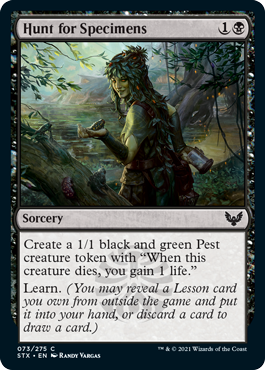 Hunt for Specimens 1
Sorcery
Create a 1/1 black and green Pest
creature token with “When this
creature dies, you gain 1 life.”
Learn. (You may reveal a Lesson card
you own from outside the game and put
it into your hand, or discard a card to
draw a card.)
073/275 C
STX • EN RANDY VARGAS
™ & © 2021 Wizards of the Coast